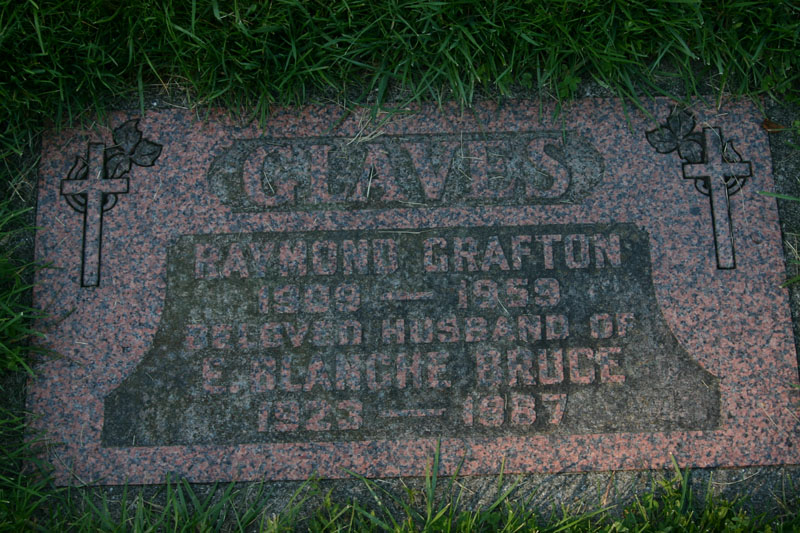 GLAVES
RAYMOND GRAFTON
1909 — 1959
BELOVED HUSBAND OF
E. BLANCHE BRUCE
1923 — 1987